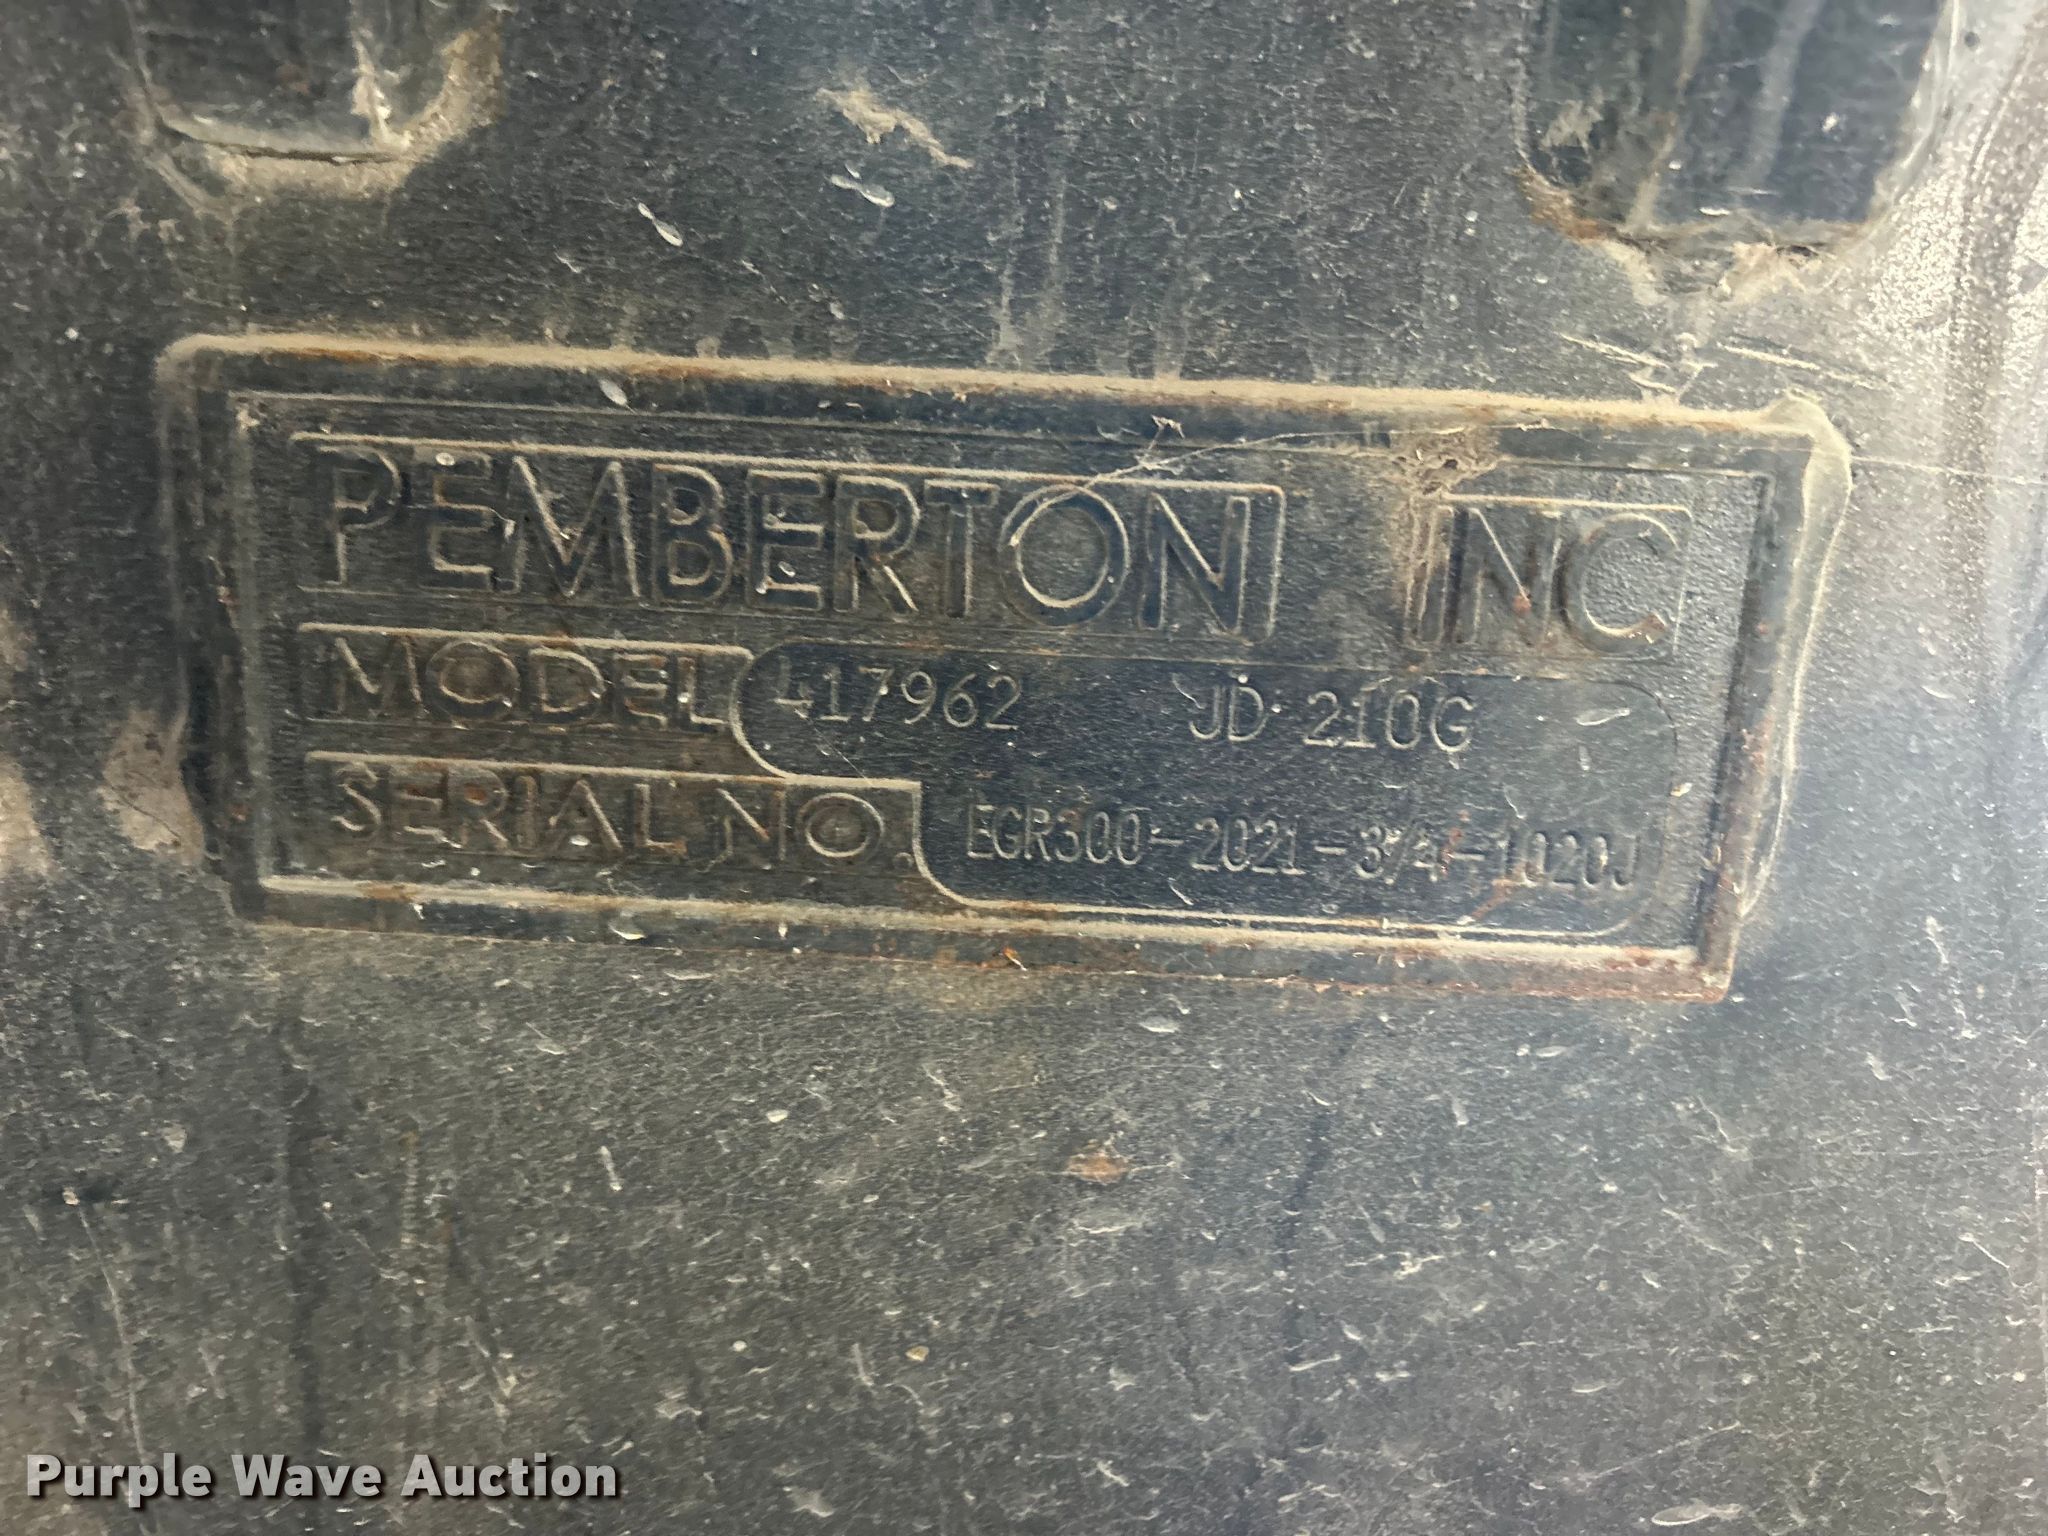 PEMBERTON INC
MODEL 417962 JD 210G
SERIAL NO. EGR300-2021-3/4-1020J
Purple Wave Auction